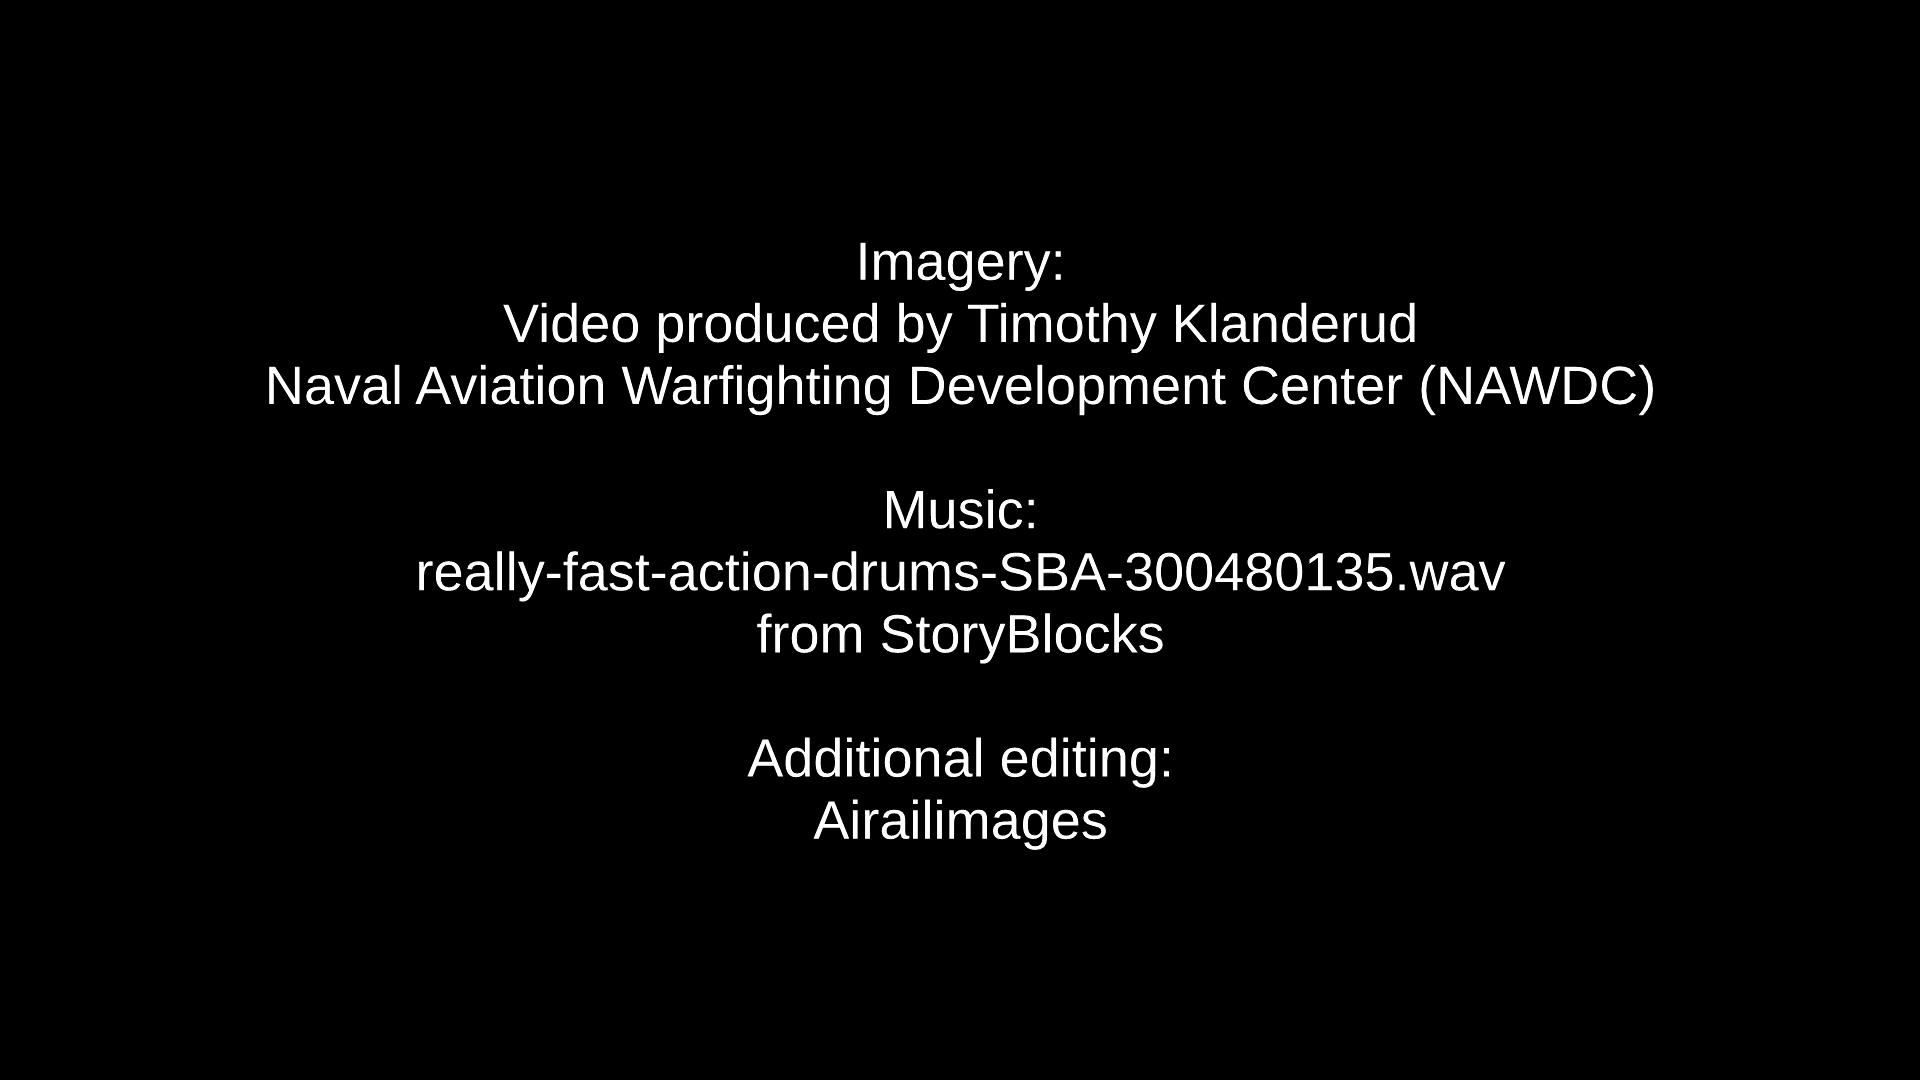 Imagery:
Video produced by Timothy Klanderud
Naval Aviation Warfighting Development Center (NAWDC)
Music:
really-fast-action-drums-SBA-300480135.wav
from StoryBlocks
Additional editing:
Airailimages